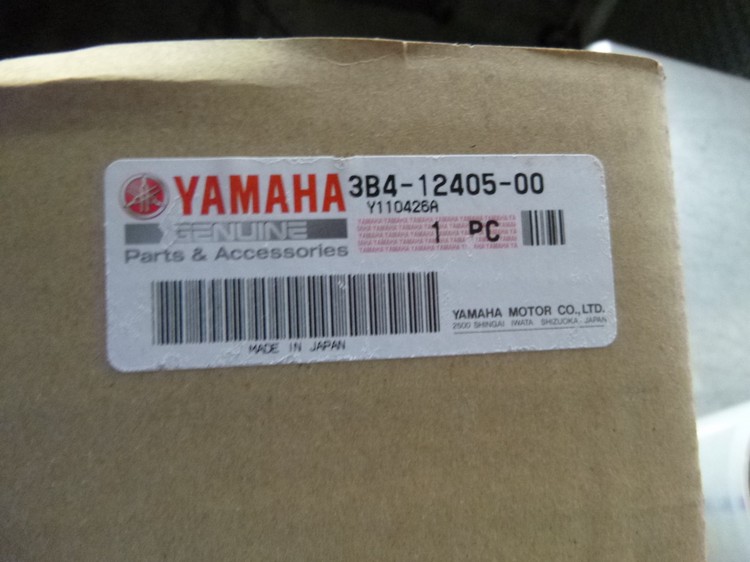 YAMAHA 3B4-12405-00
Y110426A
GENUINE
1 PC
Parts & Accessories
YAMAHA MOTOR CO.,LTD.
2500 SHINGAI IWATA SHIZUOKA JAPAN
MADE IN JAPAN